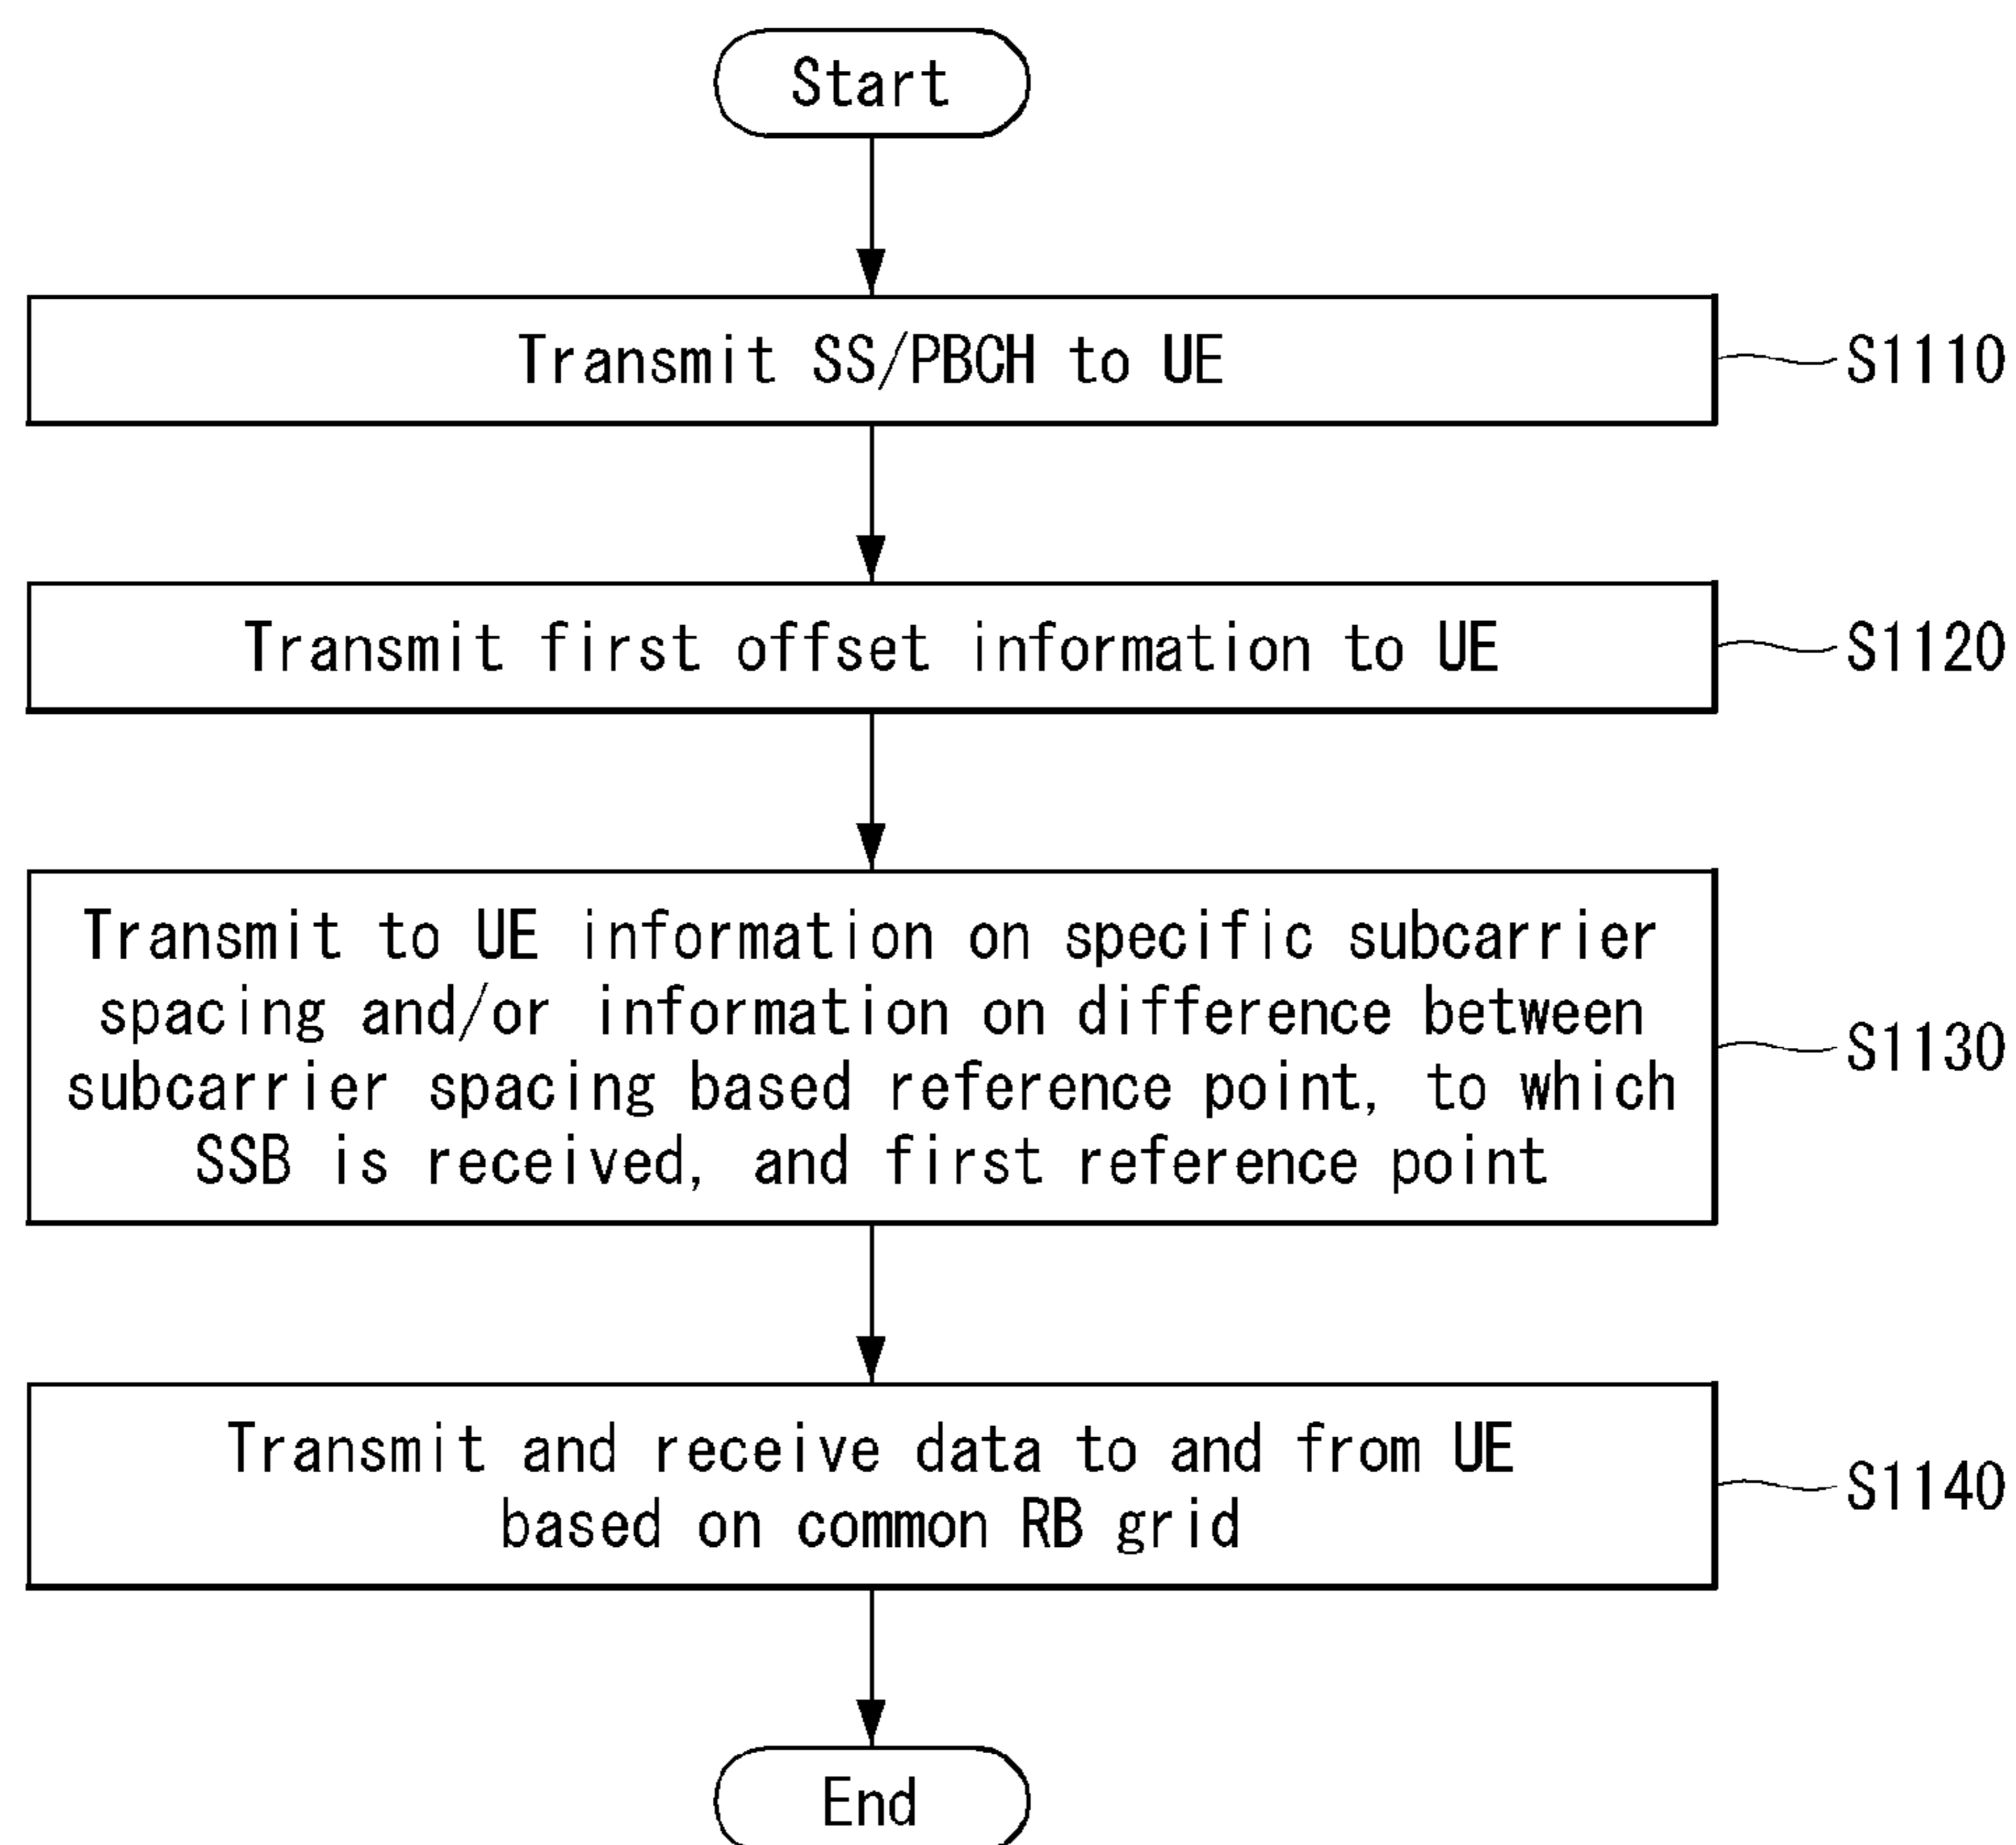 Start
Transmit SS/PBCH to UE
S1110
Transmit first offset information to UE
S1120
Transmit to UE information on specific subcarrier
spacing and/or information on difference between
subcarrier spacing based reference point, to which
SSB is received, and first reference point
S1130
Transmit and receive data to and from UE
based on common RB grid
S1140
End